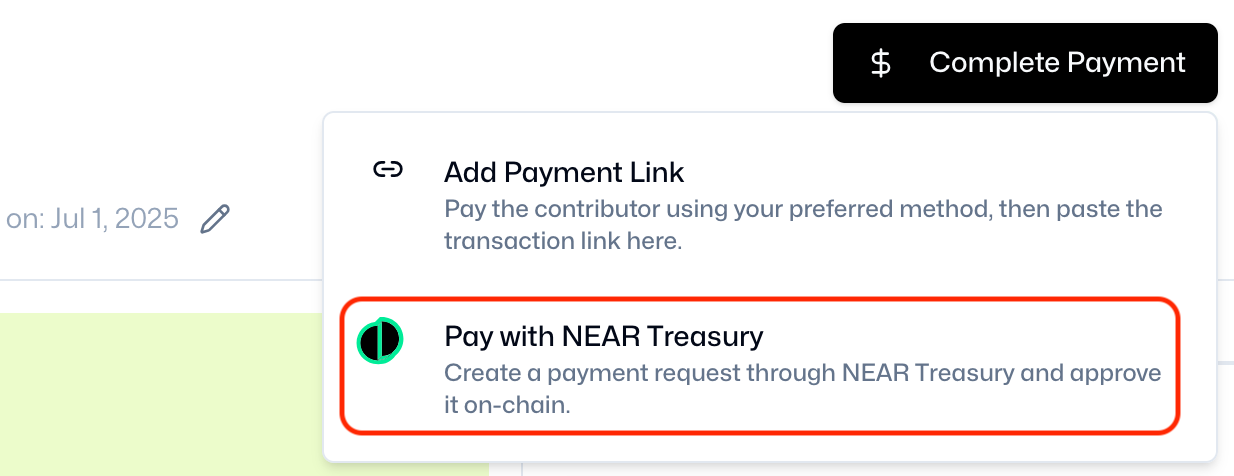 Complete Payment
Add Payment Link
Pay the contributor using your preferred method, then paste the
transaction link here.
on: Jul 1, 2025
Pay with NEAR Treasury
Create a payment request through NEAR Treasury and approve
it on-chain.